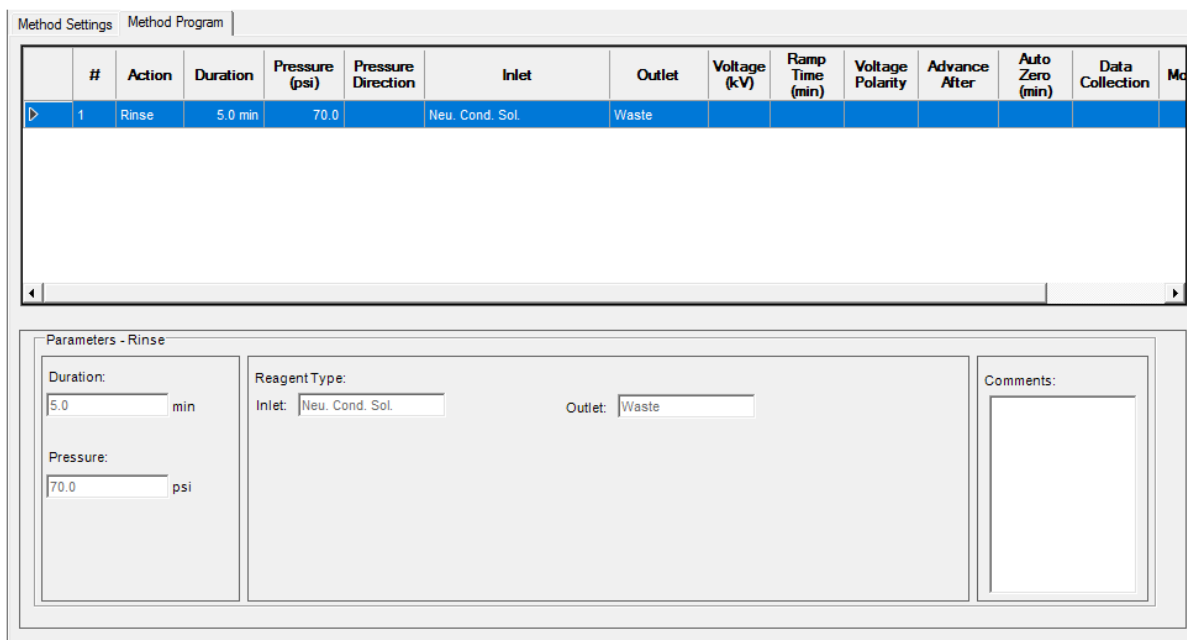 Method Settings Method Program
# Action Duration Pressure (psi) Pressure Direction Inlet Outlet Voltage (kV) Ramp Time (min) Voltage Polarity Advance After Auto Zero (min) Data Collection Mo
1 Rinse 5.0 min 70.0 Neu. Cond. Sol. Waste
Parameters - Rinse
Duration:
5.0 min
Pressure:
70.0 psi
Reagent Type:
Inlet: Neu. Cond. Sol. Outlet: Waste
Comments: